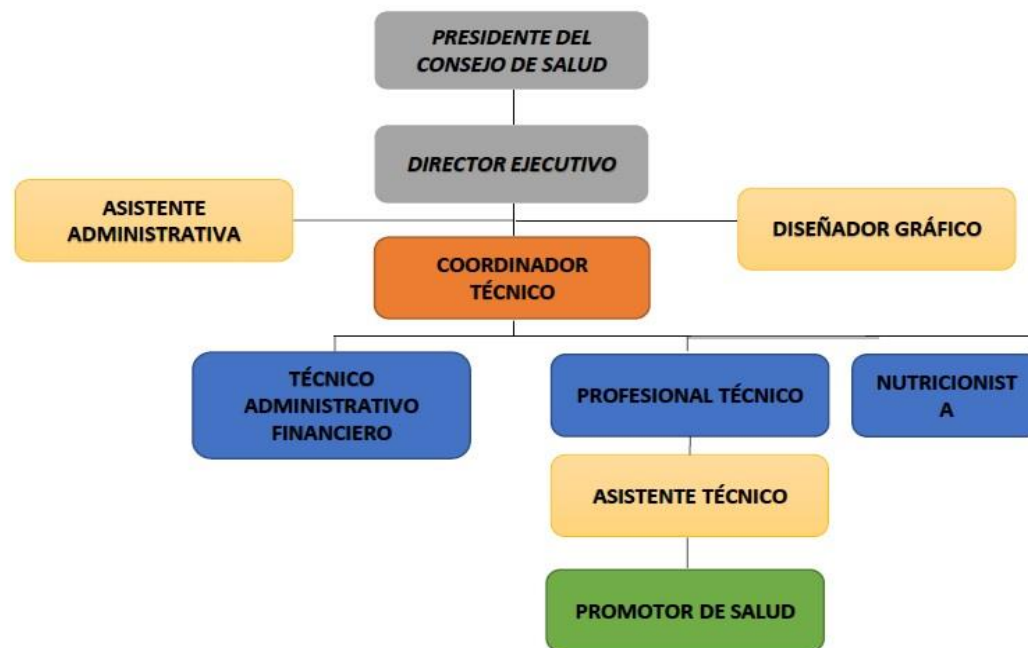 PRESIDENTE DEL
CONSEJO DE SALUD
DIRECTOR EJECUTIVO
ASISTENTE
ADMINISTRATIVA
DISEÑADOR GRÁFICO
COORDINADOR
TÉCNICO
TÉCNICO
ADMINISTRATIVO
FINANCIERO
PROFESIONAL TÉCNICO
NUTRICIONIST
A
ASISTENTE TÉCNICO
PROMOTOR DE SALUD